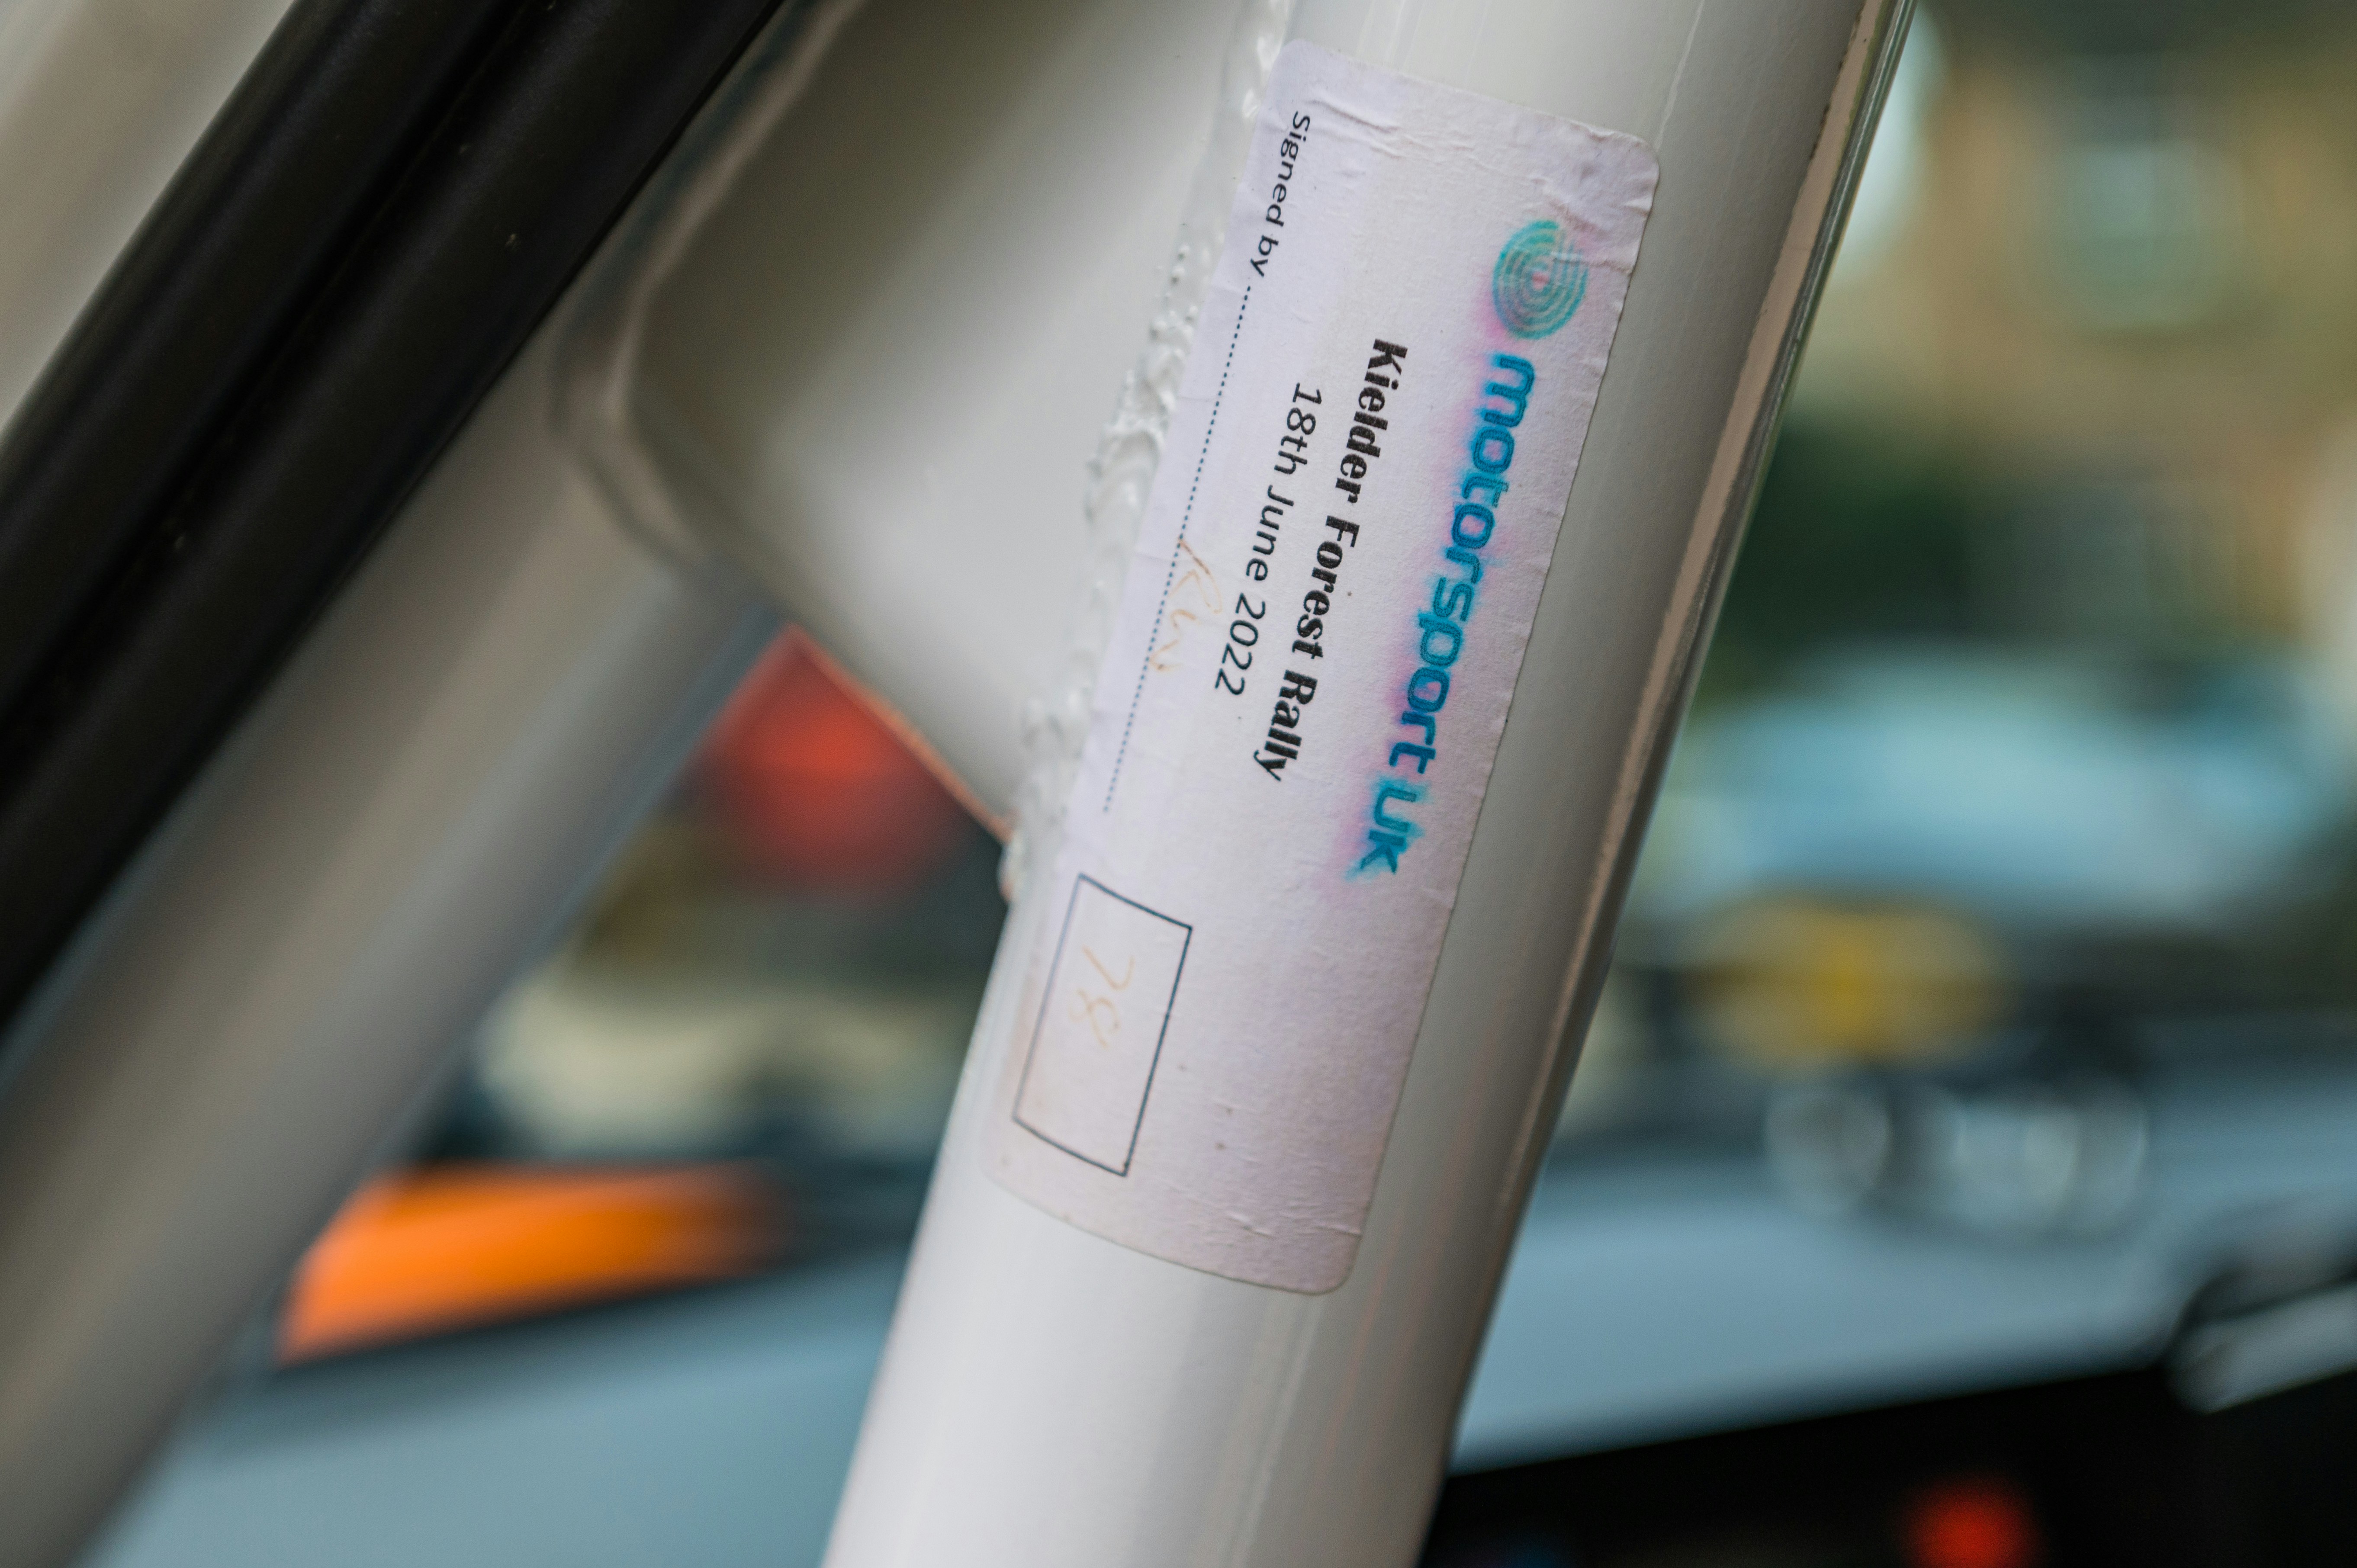 motorsport UK
Kielder Forest Rally
18th June 2022
Signed by
78